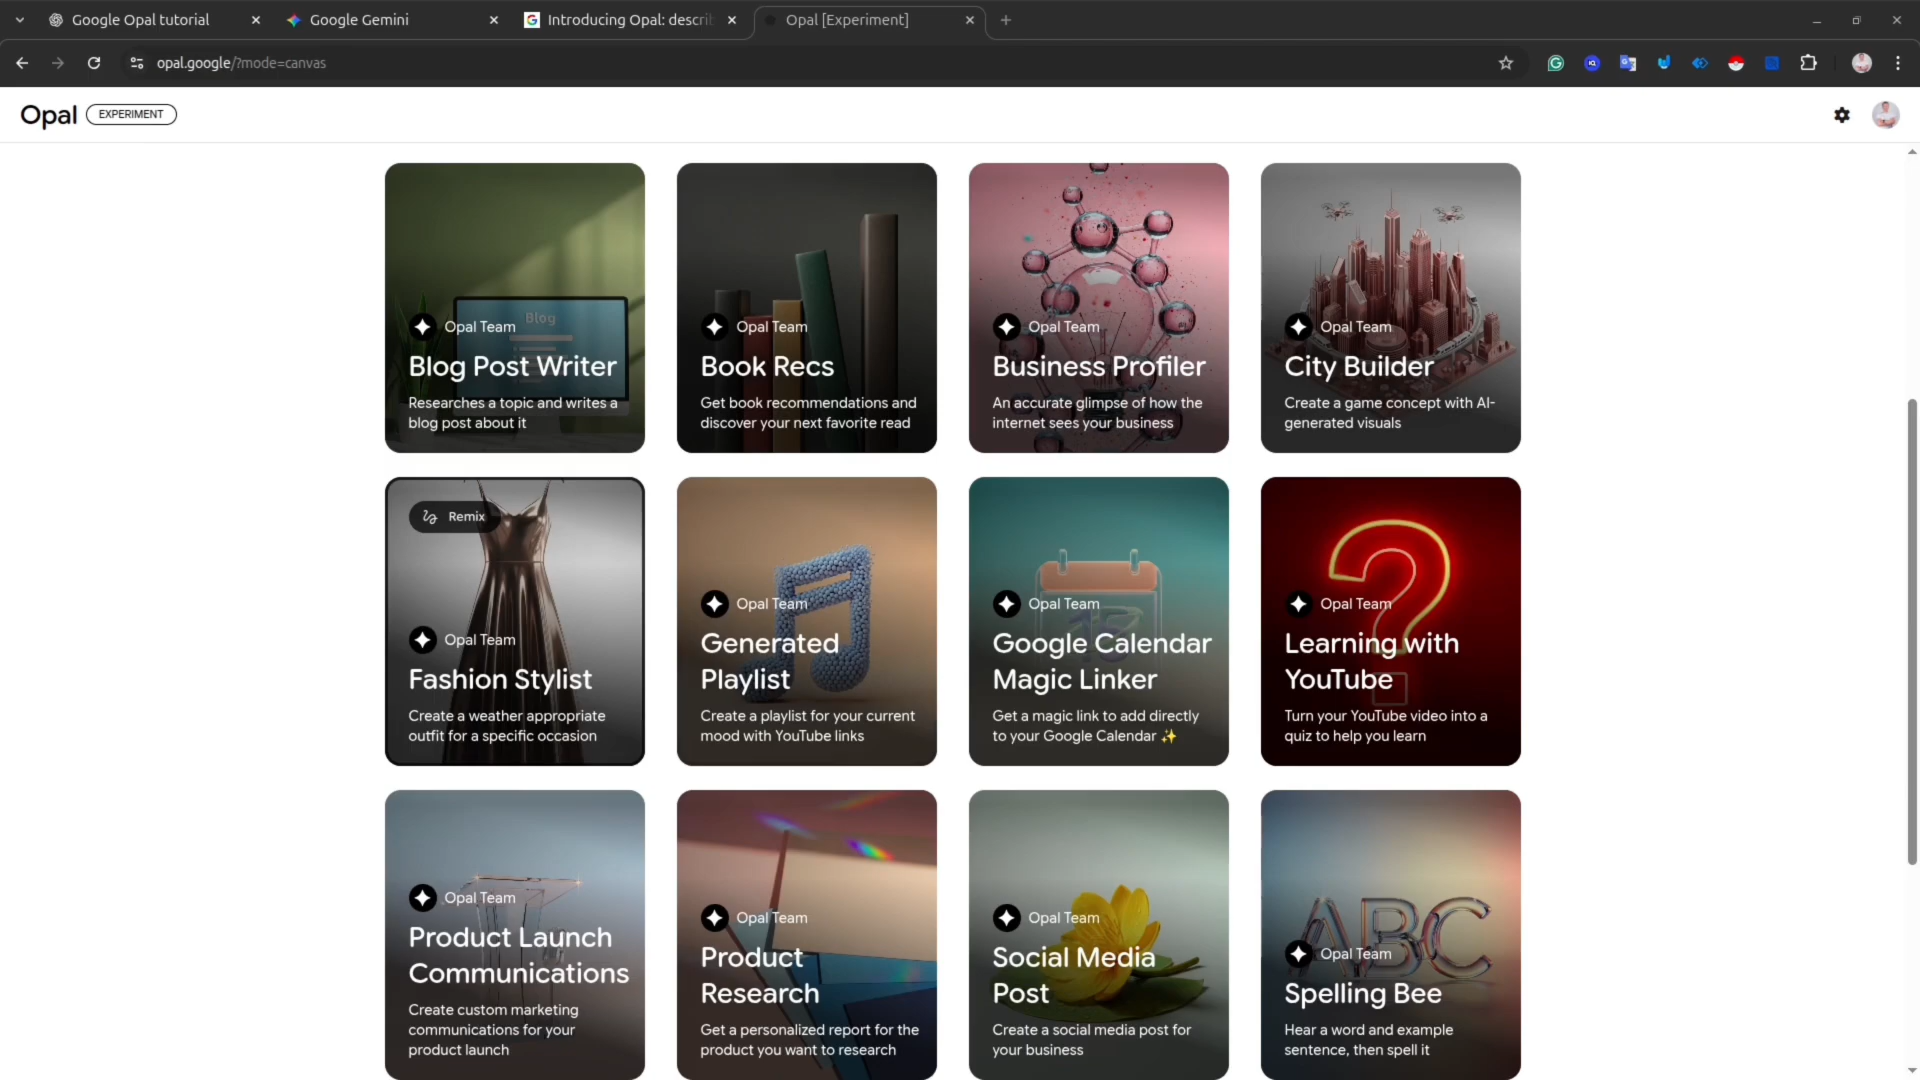 Google Opal tutorial
Google Gemini
Introducing Opal: describ
Opal [Experiment]
opal.google/?mode=canvas
Opal
EXPERIMENT
Blog
Opal Team
Blog Post Writer
Researches a topic and writes a
blog post about it
Opal Team
Book Recs
Get book recommendations and
discover your next favorite read
Opal Team
Business Profiler
An accurate glimpse of how the
internet sees your business
Opal Team
City Builder
Create a game concept with AI-
generated visuals
Remix
Opal Team
Fashion Stylist
Create a weather appropriate
outfit for a specific occasion
Opal Team
Generated
Playlist
Create a playlist for your current
mood with YouTube links
Opal Team
Google Calendar
Magic Linker
Get a magic link to add directly
to your Google Calendar ✨
Opal Team
Learning with
YouTube
Turn your YouTube video into a
quiz to help you learn
Opal Team
Product Launch
Communications
Create custom marketing
communications for your
product launch
Opal Team
Product
Research
Get a personalized report for the
product you want to research
Opal Team
Social Media
Post
Create a social media post for
your business
ABC
Opal Team
Spelling Bee
Hear a word and example
sentence, then spell it